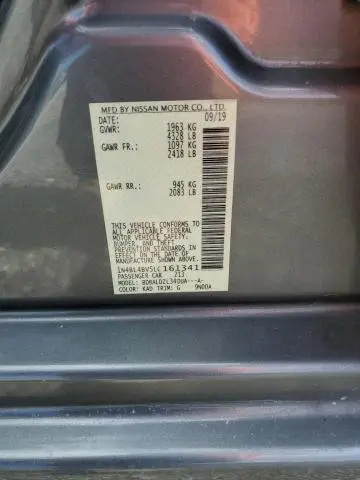 MFD BY NISSAN MOTOR CO., LTD.
DATE: 09/19
GVWR: 1963 KG
4328 LB
GAWR FR: 1097 KG
2418 LB
GAWR RR: 945 KG
2083 LB
THIS VEHICLE CONFORMS TO
ALL APPLICABLE FEDERAL
MOTOR VEHICLE SAFETY,
BUMPER, AND THEFT
PREVENTION STANDARDS IN
EFFECT ON THE DATE OF
MANUFACTURE SHOWN ABOVE.
1N4BL4BV5LC161341
PASSENGER CAR 213
MODEL: BDBALDZL34DUA---A-
COLOR: KAD TRIM: G 9N00A